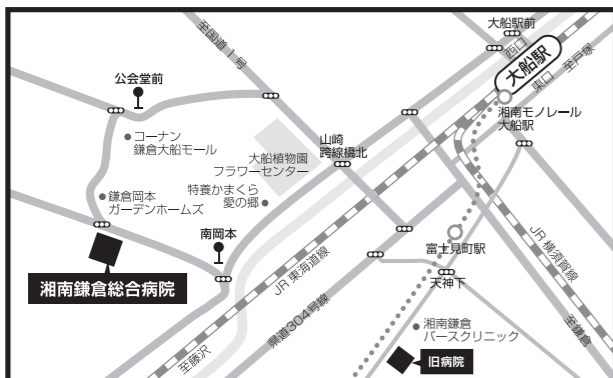 大船駅前
至国道1号
西口
大船駅
東口
至戸塚
公会堂前
湘南モノレール
大船駅
コーナン
鎌倉大船モール
大船植物園
フラワーセンター
山崎
跨線橋北
特養かまくら
愛の郷
鎌倉岡本
ガーデンホームズ
南岡本
富士見町駅
JR横須賀線
湘南鎌倉総合病院
JR東海道線
天神下
県道304号線
湘南鎌倉
バースクリニック
至鎌倉
至藤沢
旧病院